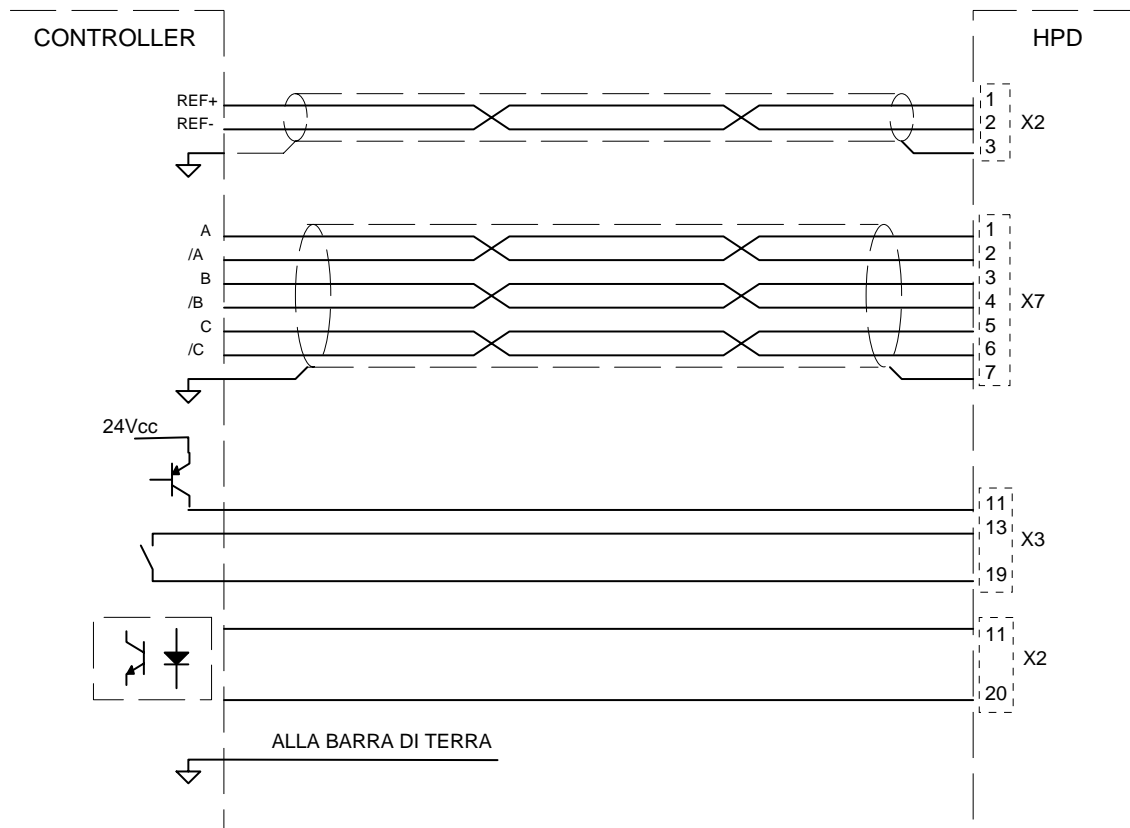 CONTROLLER
HPD
REF+
1
REF-
2
X2
3
A
1
/A
2
B
3
/B
4
X7
C
5
/C
6
7
24Vcc
11
13
X3
19
11
X2
20
ALLA BARRA DI TERRA